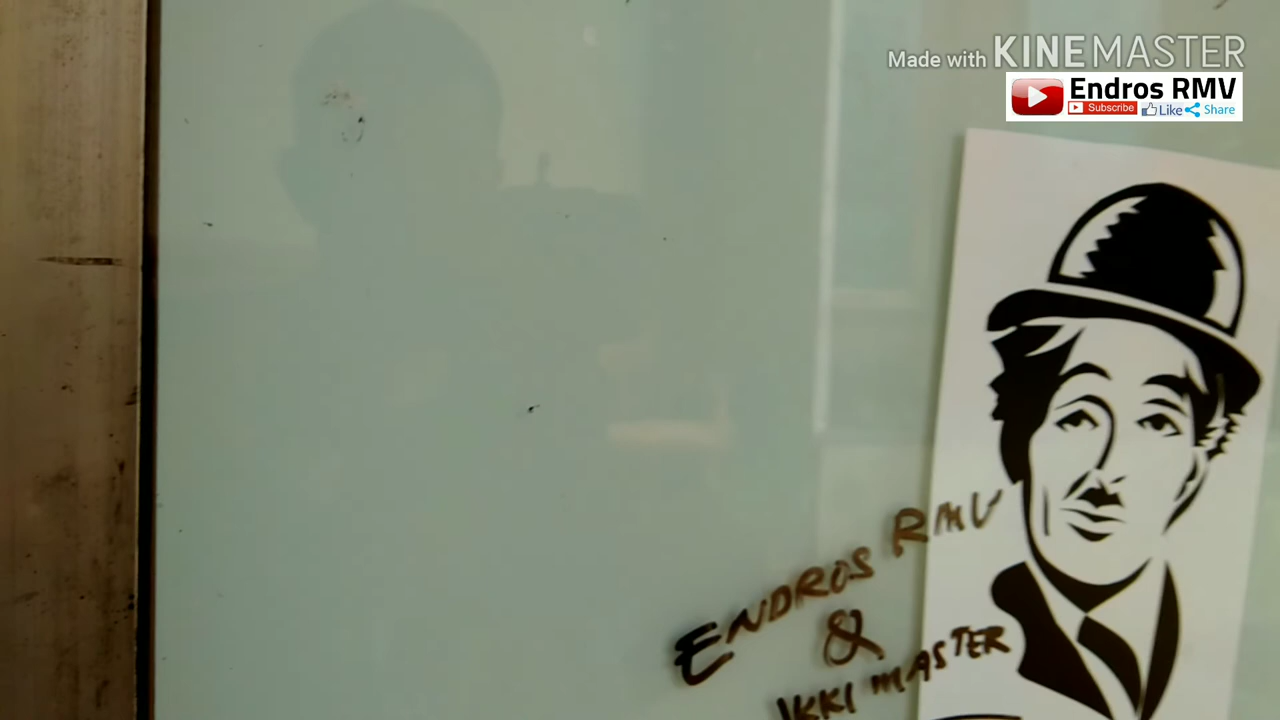 Made with KINEMASTER
Endros RMV
Subscribe Like Share
ENDROS RMV
&
IKKI MASTER